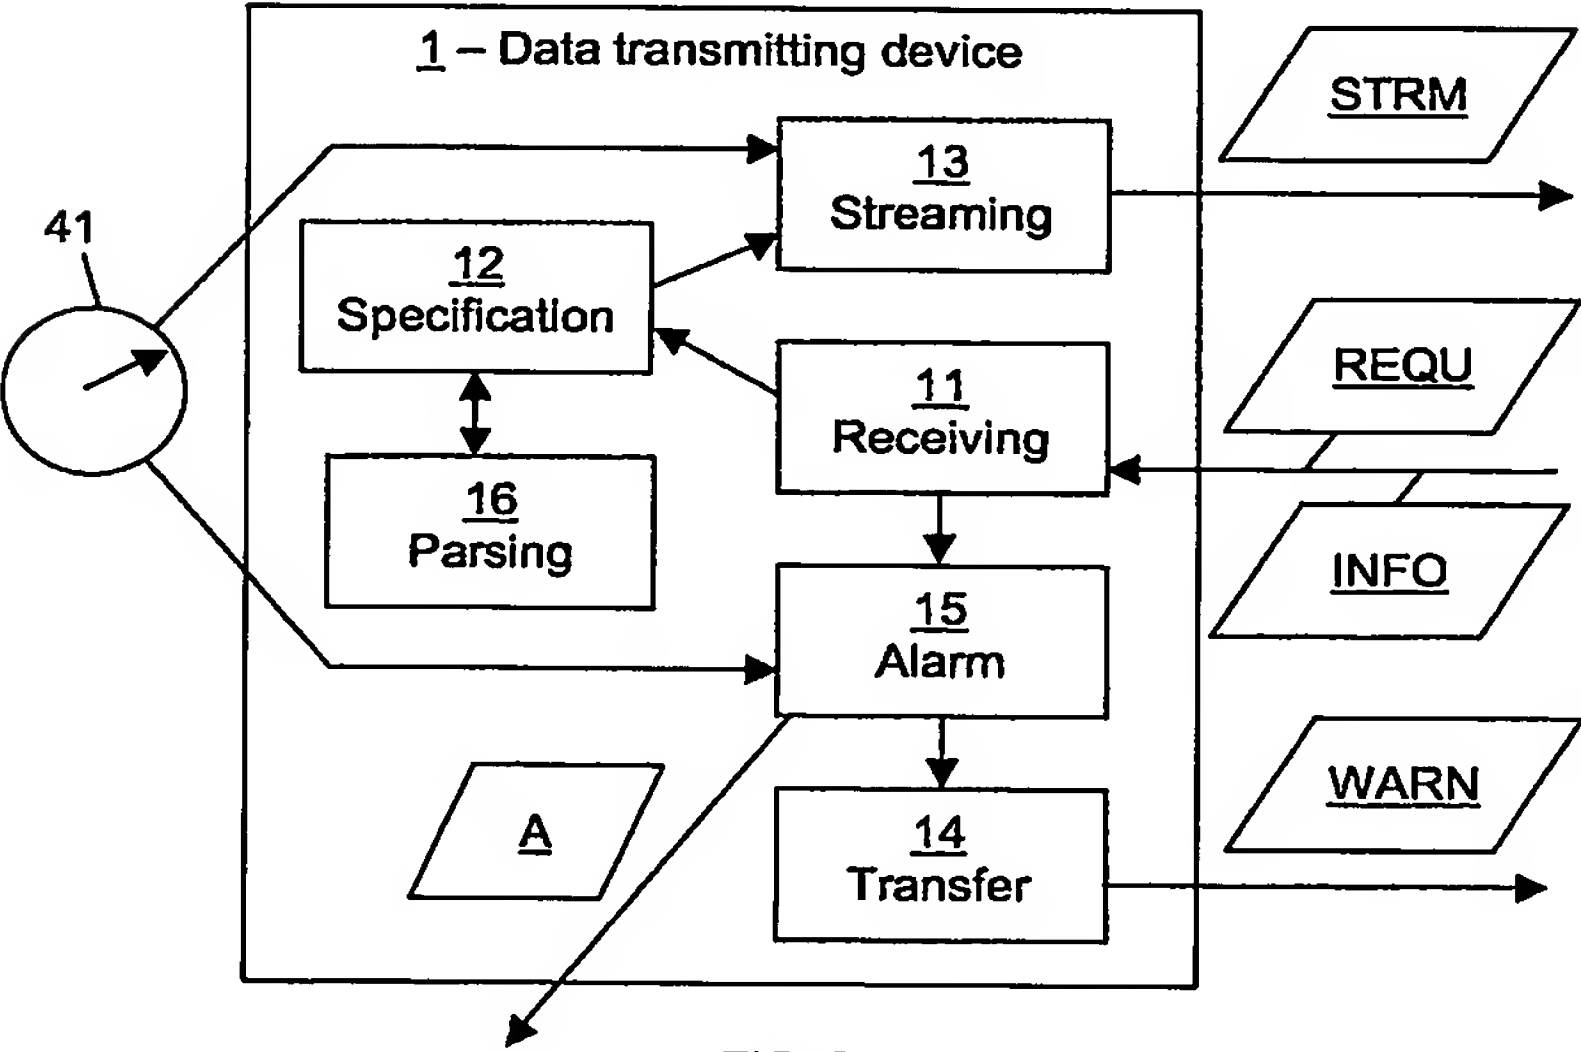 1 – Data transmitting device
STRM
13
Streaming
41
12
Specification
REQU
11
Receiving
16
Parsing
INFO
15
Alarm
WARN
A
14
Transfer